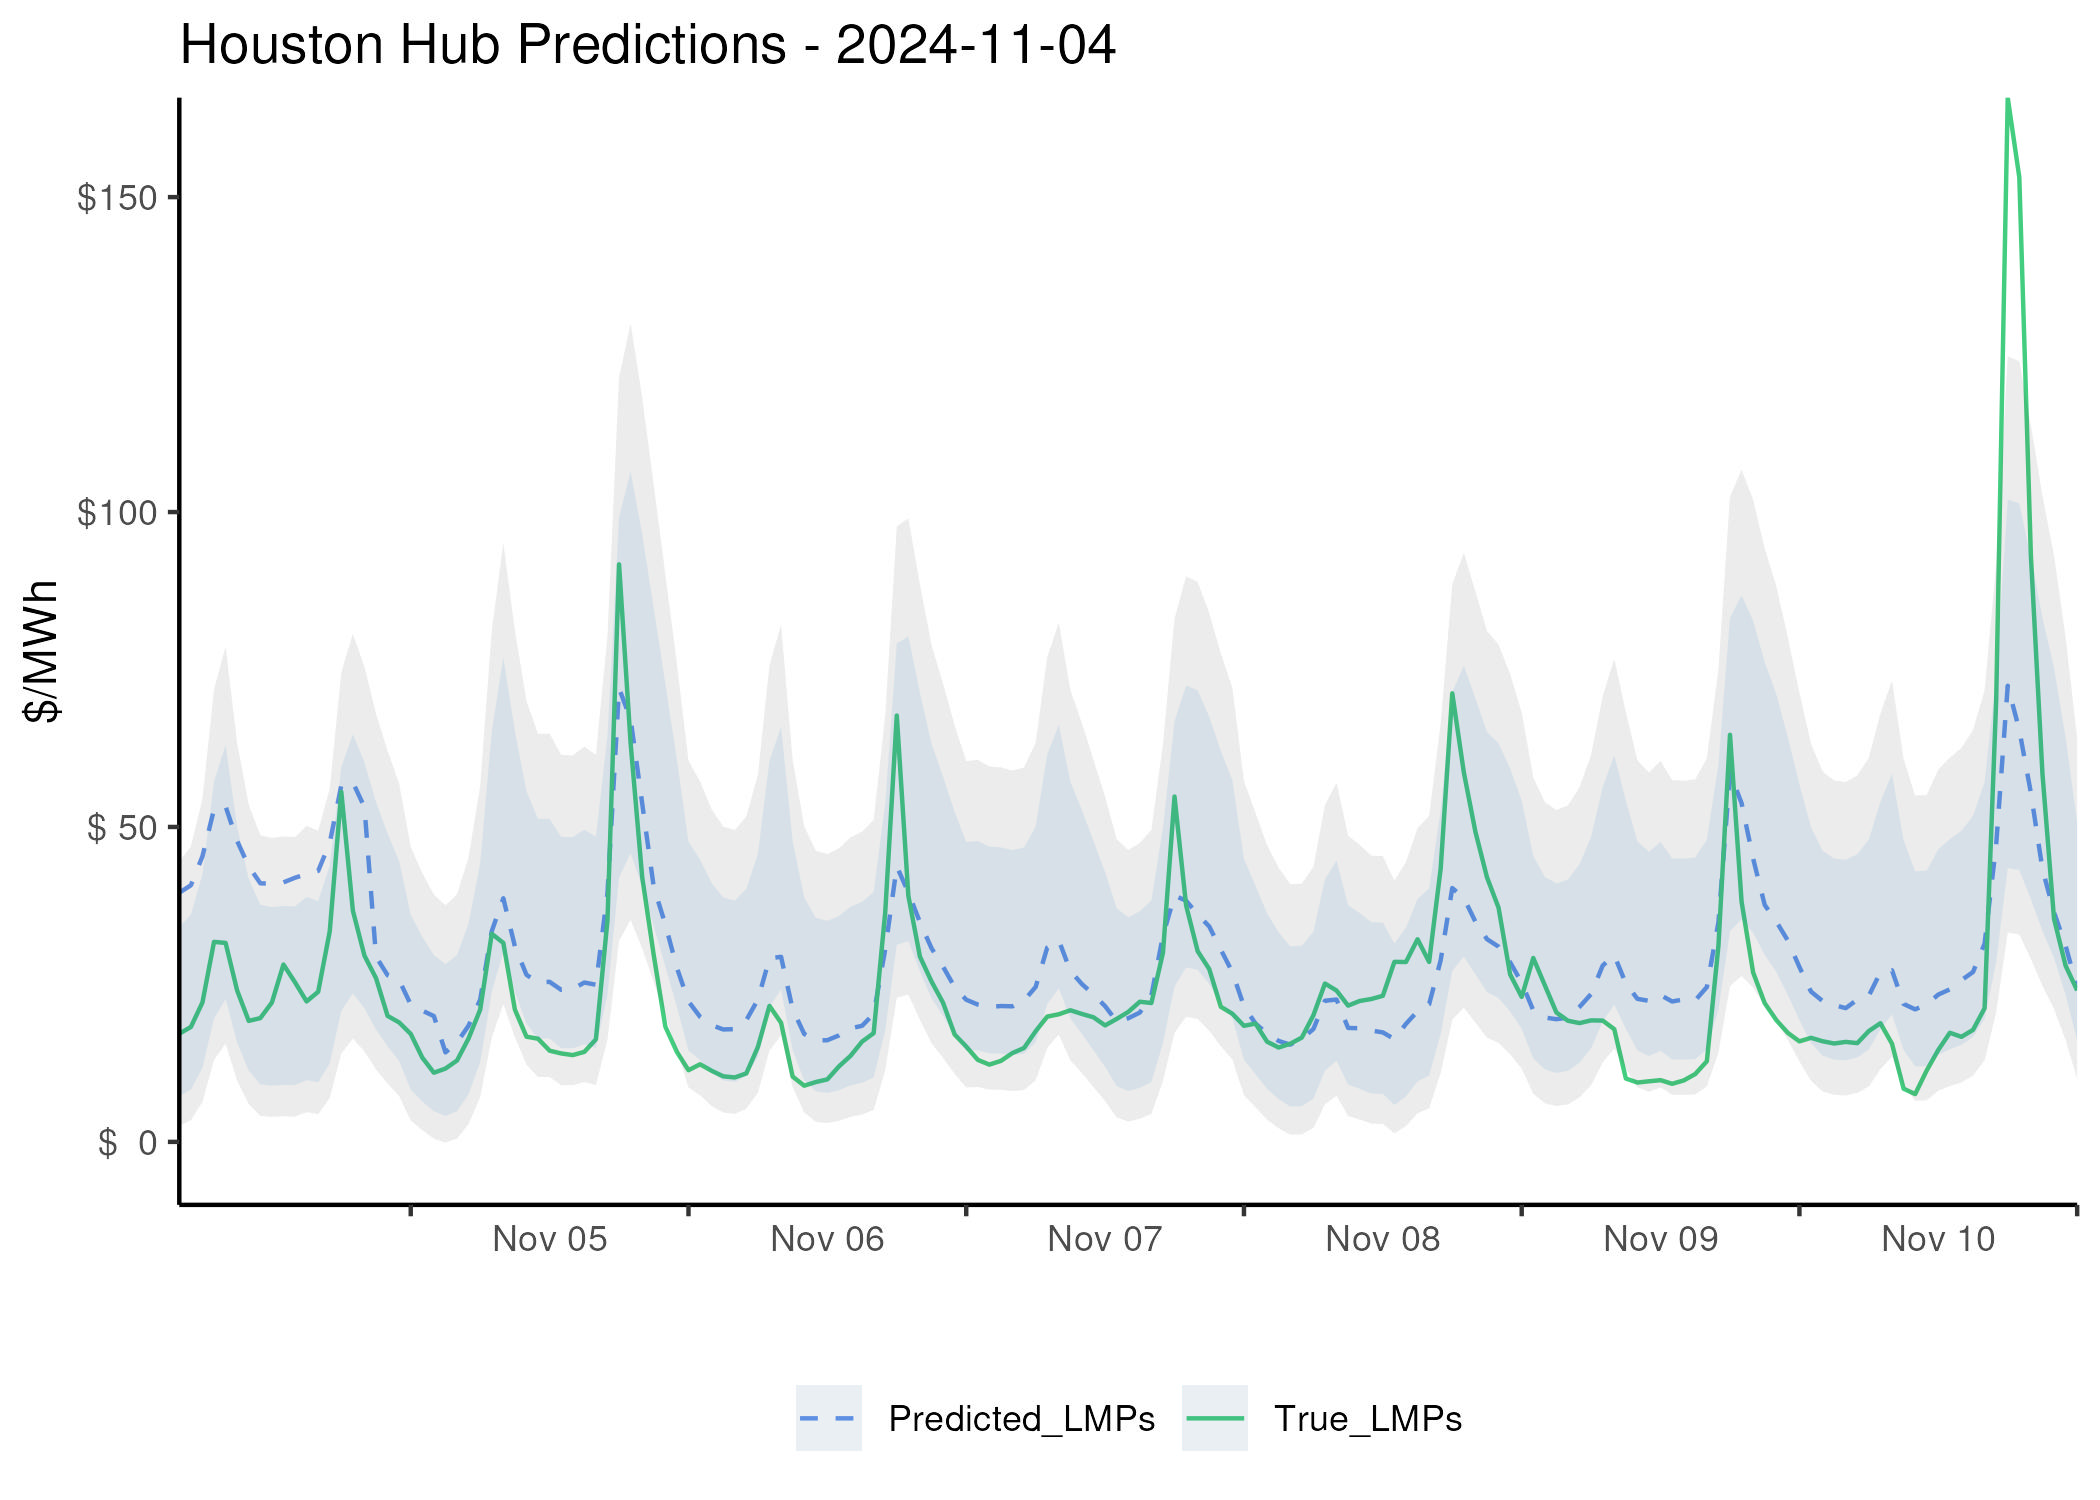 Houston Hub Predictions - 2024-11-04
$/MWh
$150
$100
$ 50
$  0
Nov 05 Nov 06 Nov 07 Nov 08 Nov 09 Nov 10
Predicted_LMPs True_LMPs